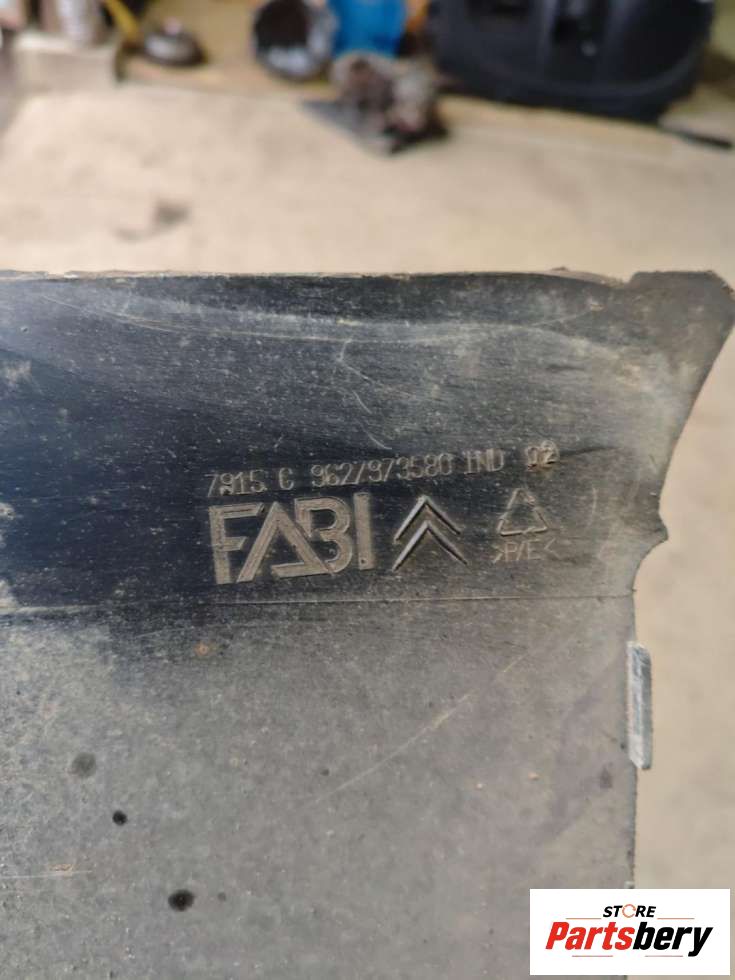 7915.C 9627973580 IND 02
FABI
>P/E<
STORE
Partsbery